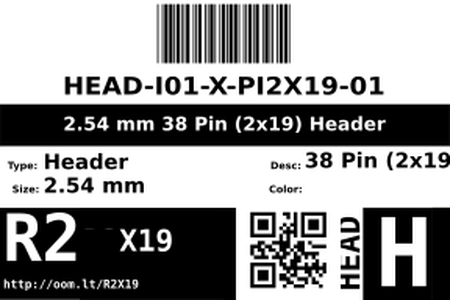 HEAD-I01-X-PI2X19-01
2.54 mm 38 Pin (2x19) Header
Type: Header
Desc: 38 Pin (2x19
Size: 2.54 mm
Color:
R2 X19
HEAD
H
http://oom.lt/R2X19